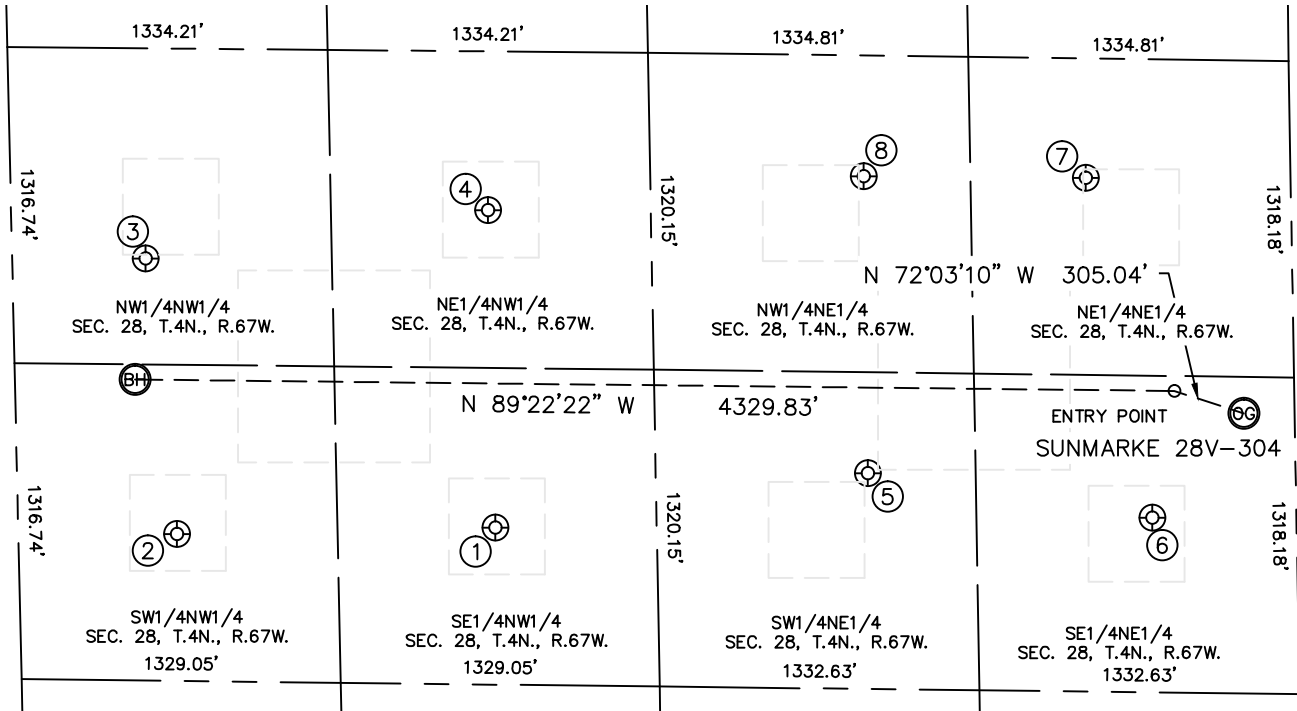 1334.21' 1334.21' 1334.81' 1334.81'
8
7
1316.74'
4
1320.15'
1318.18'
3
N 72°03'10" W 305.04'
NW1/4NW1/4
SEC. 28, T.4N., R.67W.
NE1/4NW1/4
SEC. 28, T.4N., R.67W.
NW1/4NE1/4
SEC. 28, T.4N., R.67W.
NE1/4NE1/4
SEC. 28, T.4N., R.67W.
BH
N 89°22'22" W 4329.83'
ENTRY POINT
OG
SUNMARKE 28V-304
1316.74'
1320.15'
1318.18'
2
1
5
6
SW1/4NW1/4
SEC. 28, T.4N., R.67W.
1329.05'
SE1/4NW1/4
SEC. 28, T.4N., R.67W.
1329.05'
SW1/4NE1/4
SEC. 28, T.4N., R.67W.
1332.63'
SE1/4NE1/4
SEC. 28, T.4N., R.67W.
1332.63'